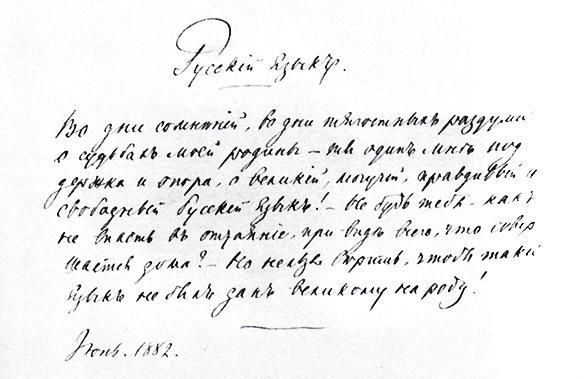 Русскій языкъ.
Во дни сомнѣній, во дни тягостныхъ раздумій
о судьбахъ моей родины – ты одинъ мнѣ под
держка и опора, о великій, могучій, правдивый и
свободный Русскій Языкъ! – Не будь тебя – какъ
не впасть въ отчаяніе, при видѣ всего, что совер
шается дома? – Но нельзя вѣрить, чтобы такой
языкъ не былъ данъ великому народу!
Июнь. 1882.